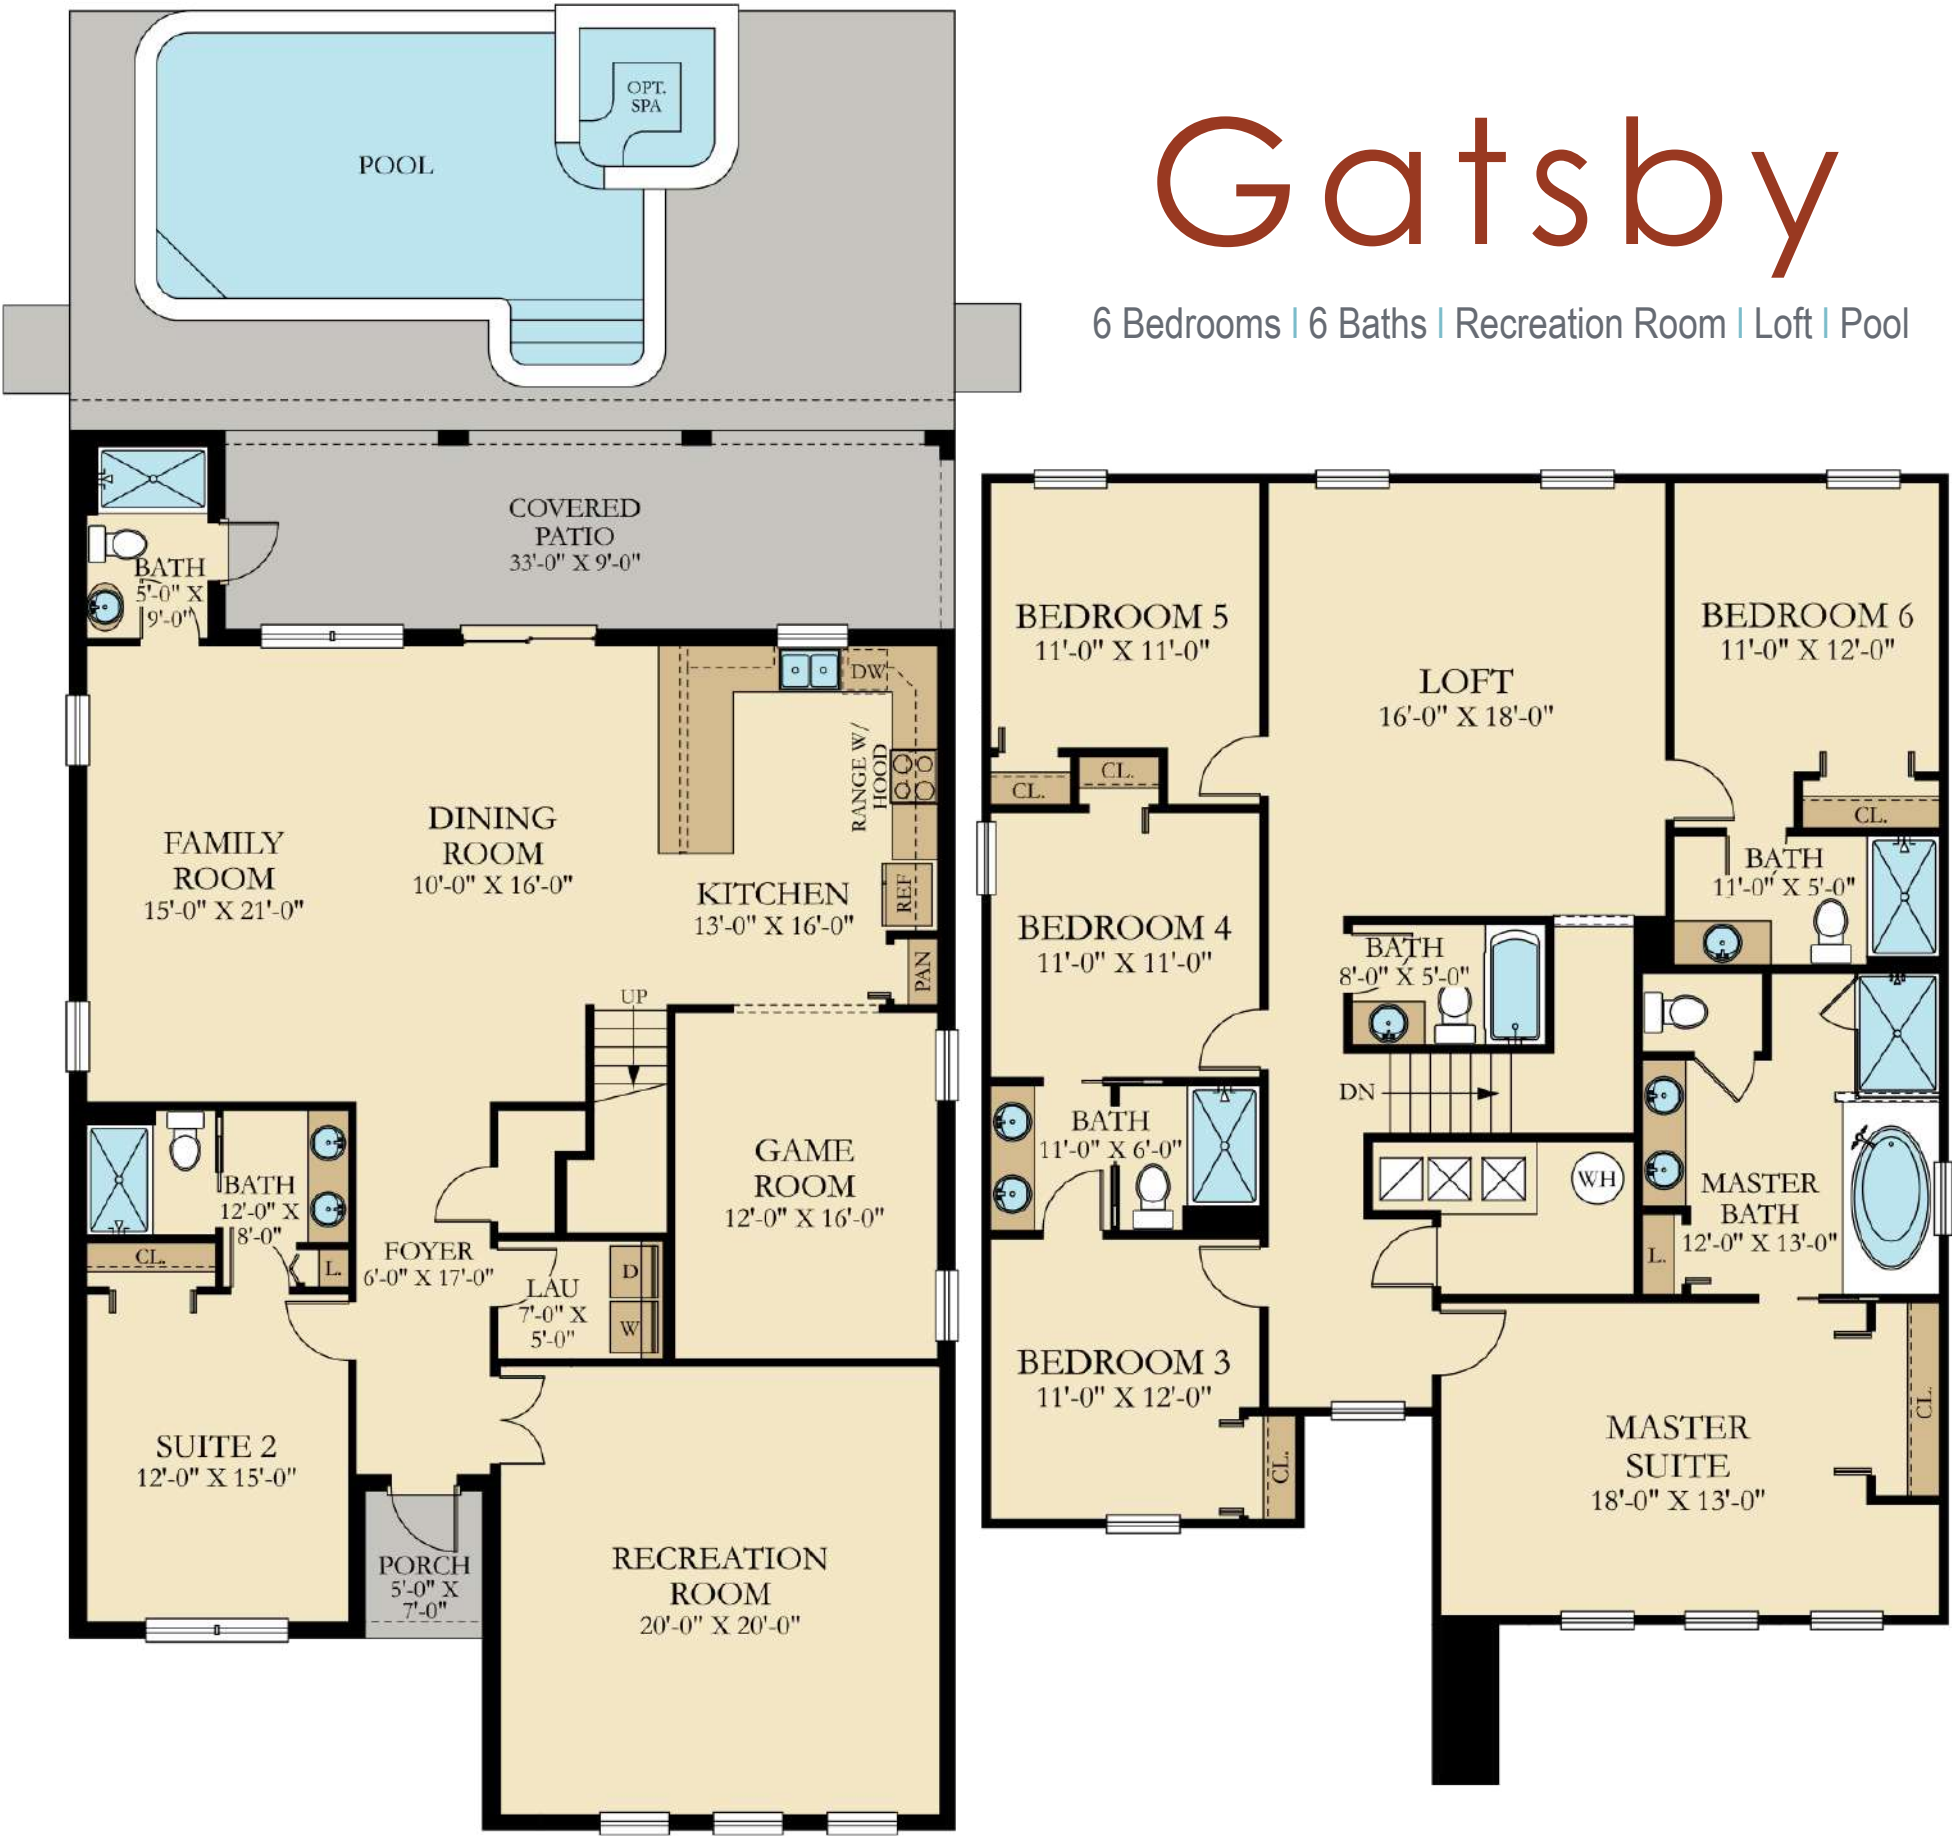 Gatsby
6 Bedrooms | 6 Baths | Recreation Room | Loft | Pool
OPT.
SPA
POOL
COVERED
PATIO
33'-0" X 9'-0"
BATH
5'-0" X
9'-0"
DW
RANGE W/
HOOD
REF
PAN
FAMILY
ROOM
15'-0" X 21'-0"
DINING
ROOM
10'-0" X 16'-0"
KITCHEN
13'-0" X 16'-0"
UP
GAME
ROOM
12'-0" X 16'-0"
BATH
12'-0" X
8'-0"
CL.
L.
FOYER
6'-0" X 17'-0"
LAU
7'-0" X
5'-0"
D
W
SUITE 2
12'-0" X 15'-0"
PORCH
5'-0" X
7'-0"
RECREATION
ROOM
20'-0" X 20'-0"
BEDROOM 5
11'-0" X 11'-0"
CL.
CL.
LOFT
16'-0" X 18'-0"
BEDROOM 6
11'-0" X 12'-0"
CL.
BATH
11'-0" X 5'-0"
BEDROOM 4
11'-0" X 11'-0"
BATH
8'-0" X 5'-0"
DN
BATH
11'-0" X 6'-0"
WH
MASTER
BATH
12'-0" X 13'-0"
L.
BEDROOM 3
11'-0" X 12'-0"
CL.
MASTER
SUITE
18'-0" X 13'-0"
CL.